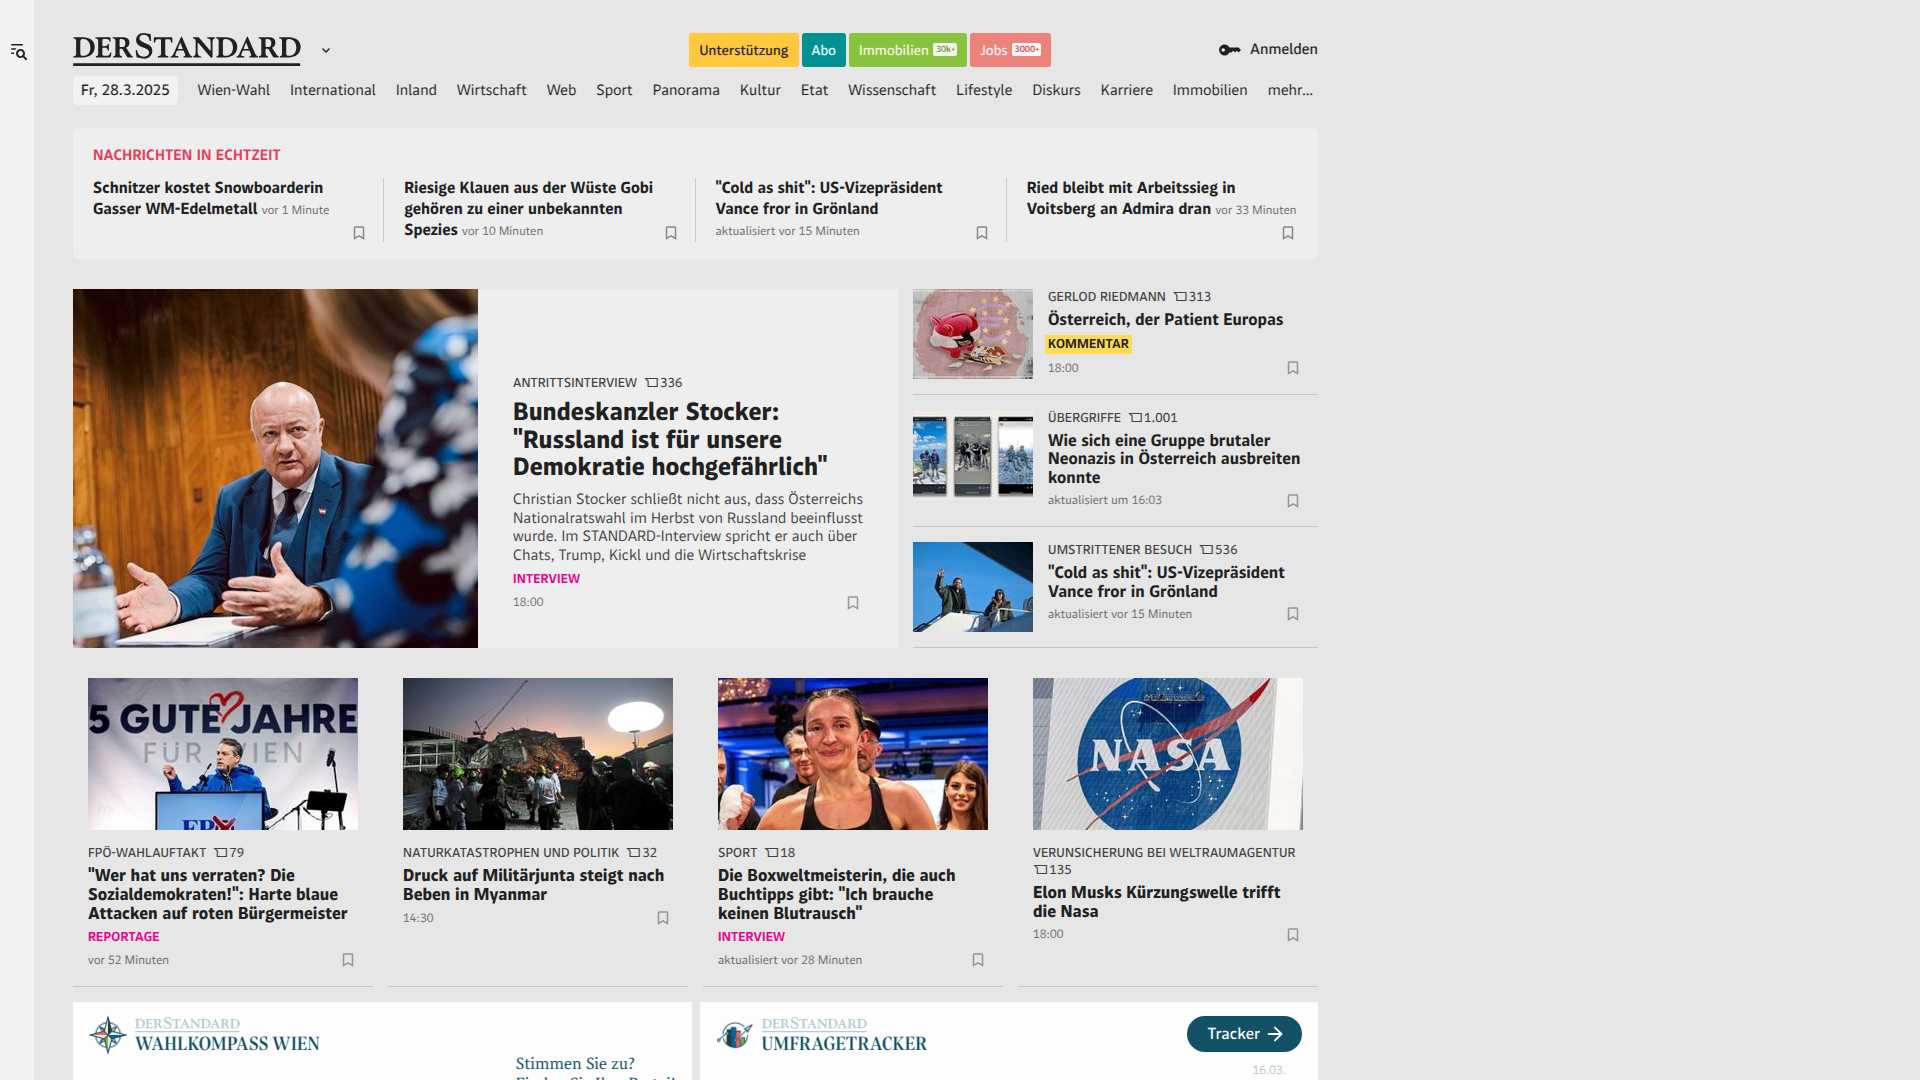 DERSTANDARD
Unterstützung
Abo
Immobilien 30k+
Jobs 3000+
Anmelden
Fr, 28.3.2025
Wien-Wahl
International
Inland
Wirtschaft
Web
Sport
Panorama
Kultur
Etat
Wissenschaft
Lifestyle
Diskurs
Karriere
Immobilien
mehr...
NACHRICHTEN IN ECHTZEIT
Schnitzer kostet Snowboarderin
Gasser WM-Edelmetall vor 1 Minute
Riesige Klauen aus der Wüste Gobi
gehören zu einer unbekannten
Spezies vor 10 Minuten
"Cold as shit": US-Vizepräsident
Vance fror in Grönland
aktualisiert vor 15 Minuten
Ried bleibt mit Arbeitssieg in
Voitsberg an Admira dran vor 33 Minuten
ANTRITTSINTERVIEW 336
Bundeskanzler Stocker:
"Russland ist für unsere
Demokratie hochgefährlich"
Christian Stocker schließt nicht aus, dass Österreichs
Nationalratswahl im Herbst von Russland beeinflusst
wurde. Im STANDARD-Interview spricht er auch über
Chats, Trump, Kickl und die Wirtschaftskrise
INTERVIEW
18:00
GERLOD RIEDMANN 313
Österreich, der Patient Europas
KOMMENTAR
18:00
ÜBERGRIFFE 1.001
Wie sich eine Gruppe brutaler
Neonazis in Österreich ausbreiten
konnte
aktualisiert um 16:03
UMSTRITTENER BESUCH 536
"Cold as shit": US-Vizepräsident
Vance fror in Grönland
aktualisiert vor 15 Minuten
5 GUTE JAHRE
FÜR WIEN
FPÖ
FPÖ-WAHLAUFTAKT 79
"Wer hat uns verraten? Die
Sozialdemokraten!": Harte blaue
Attacken auf roten Bürgermeister
REPORTAGE
vor 52 Minuten
NATURKATASTROPHEN UND POLITIK 32
Druck auf Militärjunta steigt nach
Beben in Myanmar
14:30
SPORT 18
Die Boxweltmeisterin, die auch
Buchtipps gibt: "Ich brauche
keinen Blutrausch"
INTERVIEW
aktualisiert vor 28 Minuten
NASA
VERUNSICHERUNG BEI WELTRAUMAGENTUR
135
Elon Musks Kürzungswelle trifft
die Nasa
18:00
DERSTANDARD
WAHLKOMPASS WIEN
Stimmen Sie zu?
DERSTANDARD
UMFRAGETRACKER
Tracker
16.03.